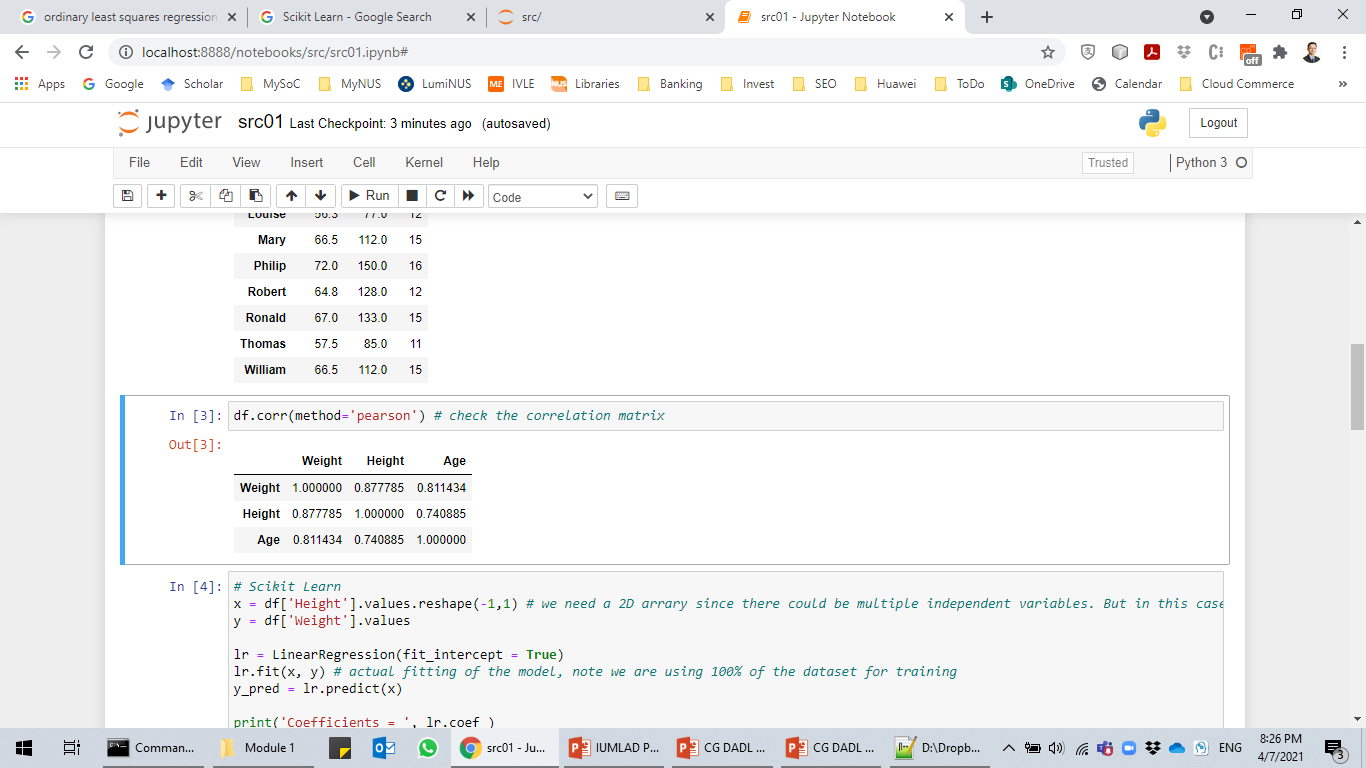 ordinary least squares regression
Scikit Learn - Google Search
src/
src01 - Jupyter Notebook
localhost:8888/notebooks/src/src01.ipynb#
off
Apps Google Scholar MySoC MyNUS LumiNUS IVLE Libraries Banking Invest SEO Huawei ToDo OneDrive Calendar Cloud Commerce »
jupyter src01 Last Checkpoint: 3 minutes ago (autosaved)
Logout
File Edit View Insert Cell Kernel Help
Trusted
Python 3
Run
Code
Louise 56.3 77.0 12
Mary 66.5 112.0 15
Philip 72.0 150.0 16
Robert 64.8 128.0 12
Ronald 67.0 133.0 15
Thomas 57.5 85.0 11
William 66.5 112.0 15
In [3]: df.corr(method='pearson') # check the correlation matrix
Out[3]:
Weight Height Age
Weight 1.000000 0.877785 0.811434
Height 0.877785 1.000000 0.740885
Age 0.811434 0.740885 1.000000
In [4]: # Scikit Learn
x = df['Height'].values.reshape(-1,1) # we need a 2D arrary since there could be multiple independent variables. But in this case
y = df['Weight'].values
lr = LinearRegression(fit_intercept = True)
lr.fit(x, y) # actual fitting of the model, note we are using 100% of the dataset for training
y_pred = lr.predict(x)
print('Coefficients = ', lr.coef_)
Comman...
Module 1
src01 - Ju...
IUMLAD P...
CG DADL ...
CG DADL ...
D:\Dropb...
ENG
8:26 PM
4/7/2021
3